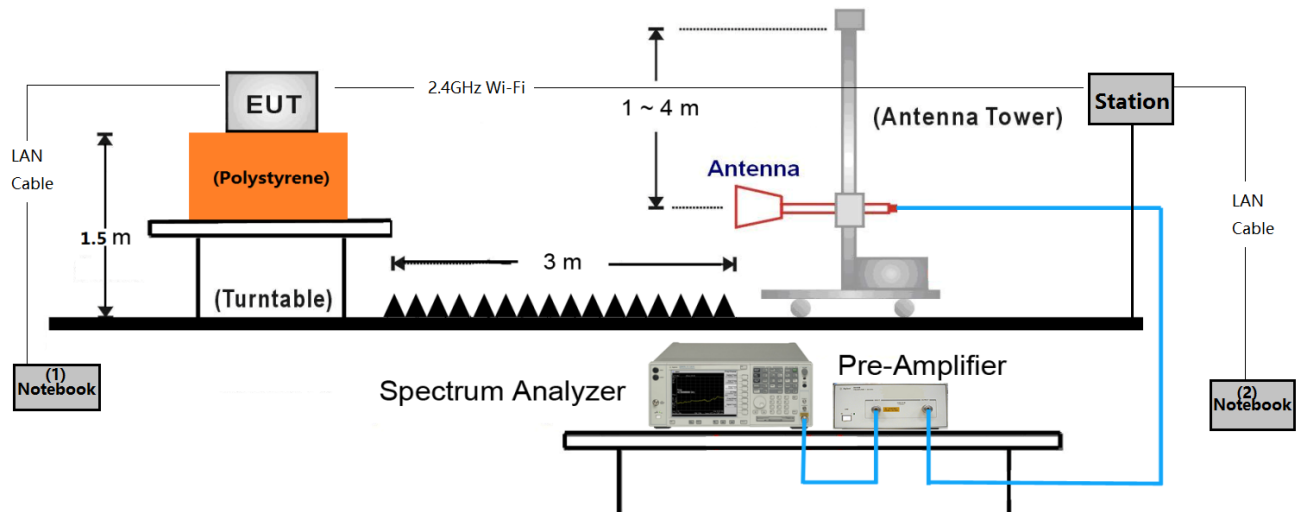 EUT
2.4GHz Wi-Fi
1 ~ 4 m
(Antenna Tower)
Station
LAN
Cable
(Polystyrene)
Antenna
LAN
Cable
1.5 m
3 m
(Turntable)
(1)
Notebook
Spectrum Analyzer
Pre-Amplifier
(2)
Notebook